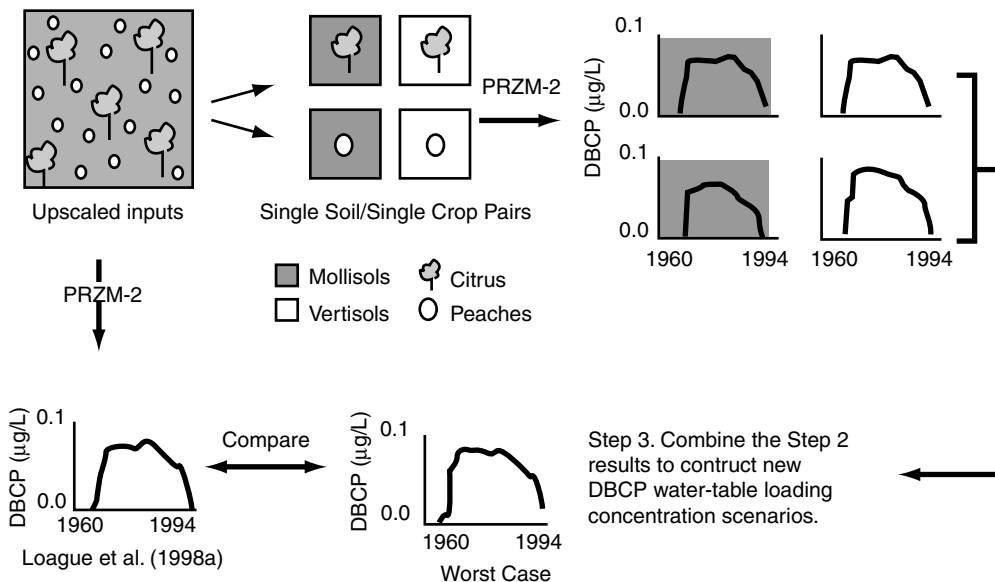 PRZM-2
0.1
DBCP (µg/L)
0.0
0.1
0.0
1960 1994 1960 1994
Upscaled inputs
Single Soil/Single Crop Pairs
Mollisols
Citrus
Vertisols
Peaches
PRZM-2
DBCP (µg/L)
0.1
0.0
1960 1994
Loague et al. (1998a)
Compare
DBCP (µg/L)
0.1
0.0
1960 1994
Worst Case
Step 3. Combine the Step 2
results to contruct new
DBCP water-table loading
concentration scenarios.